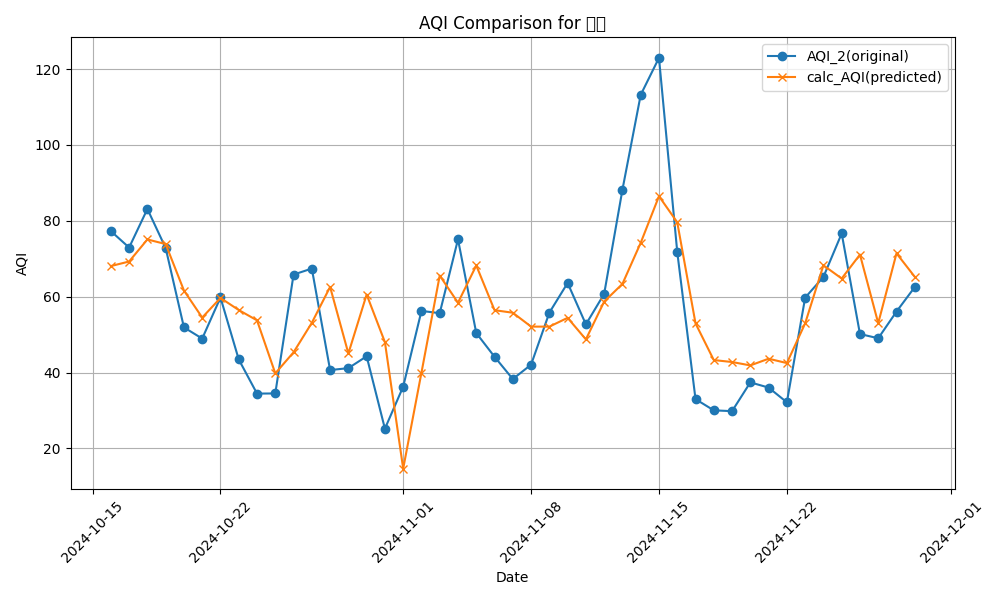 AQI Comparison for
AQI_2(original)
calc_AQI(predicted)
AQI
120
100
80
60
40
20
2024-10-15
2024-10-22
2024-11-01
2024-11-08
2024-11-15
2024-11-22
2024-12-01
Date